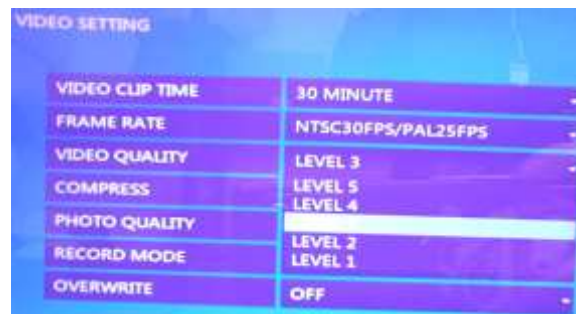 VIDEO SETTING
VIDEO CLIP TIME 30 MINUTE
FRAME RATE NTSC30FPS/PAL25FPS
VIDEO QUALITY LEVEL 3
COMPRESS LEVEL 5
LEVEL 4
PHOTO QUALITY
RECORD MODE LEVEL 2
LEVEL 1
OVERWRITE OFF